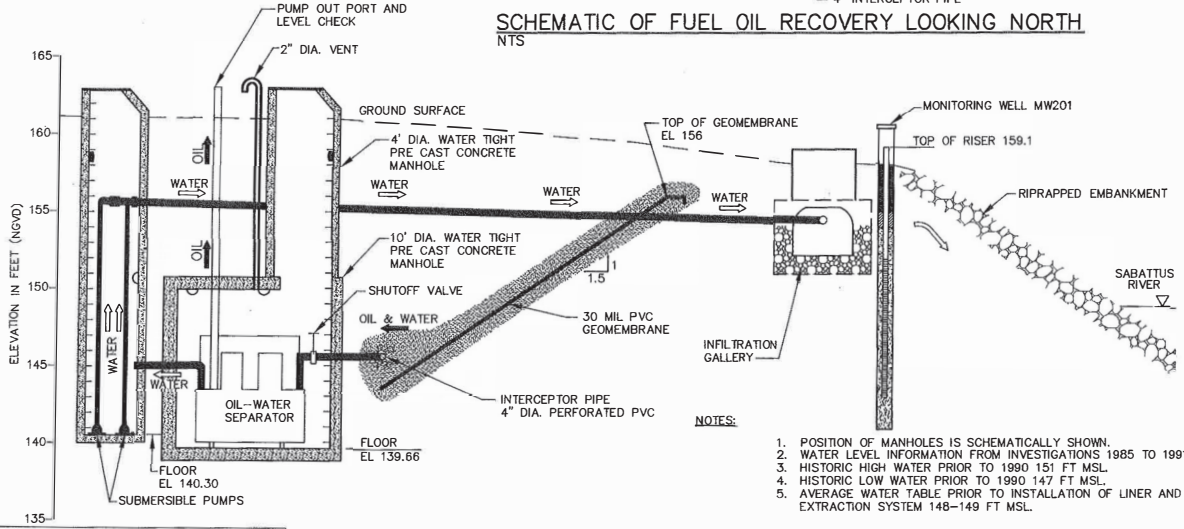 4" INTERCEPTOR PIPE
SCHEMATIC OF FUEL OIL RECOVERY LOOKING NORTH
NTS
PUMP OUT PORT AND
LEVEL CHECK
2" DIA. VENT
165
160
155
150
145
140
135
ELEVATION IN FEET (NGVD)
GROUND SURFACE
4' DIA. WATER TIGHT
PRE CAST CONCRETE
MANHOLE
TOP OF GEOMEMBRANE
EL 156
MONITORING WELL MW201
TOP OF RISER 159.1
RIPRAPPED EMBANKMENT
OIL
WATER
WATER
WATER
WATER
OIL
10' DIA. WATER TIGHT
PRE CAST CONCRETE
MANHOLE
SHUTOFF VALVE
1
1.5
SABATTUS
RIVER
OIL & WATER
30 MIL PVC
GEOMEMBRANE
INFILTRATION
GALLERY
WATER
WATER
OIL-WATER
SEPARATOR
INTERCEPTOR PIPE
4" DIA. PERFORATED PVC
FLOOR
EL 139.66
FLOOR
EL 140.30
SUBMERSIBLE PUMPS
NOTES:
1. POSITION OF MANHOLES IS SCHEMATICALLY SHOWN.
2. WATER LEVEL INFORMATION FROM INVESTIGATIONS 1985 TO 199
3. HISTORIC HIGH WATER PRIOR TO 1990 151 FT MSL.
4. HISTORIC LOW WATER PRIOR TO 1990 147 FT MSL.
5. AVERAGE WATER TABLE PRIOR TO INSTALLATION OF LINER AND
EXTRACTION SYSTEM 148-149 FT MSL.